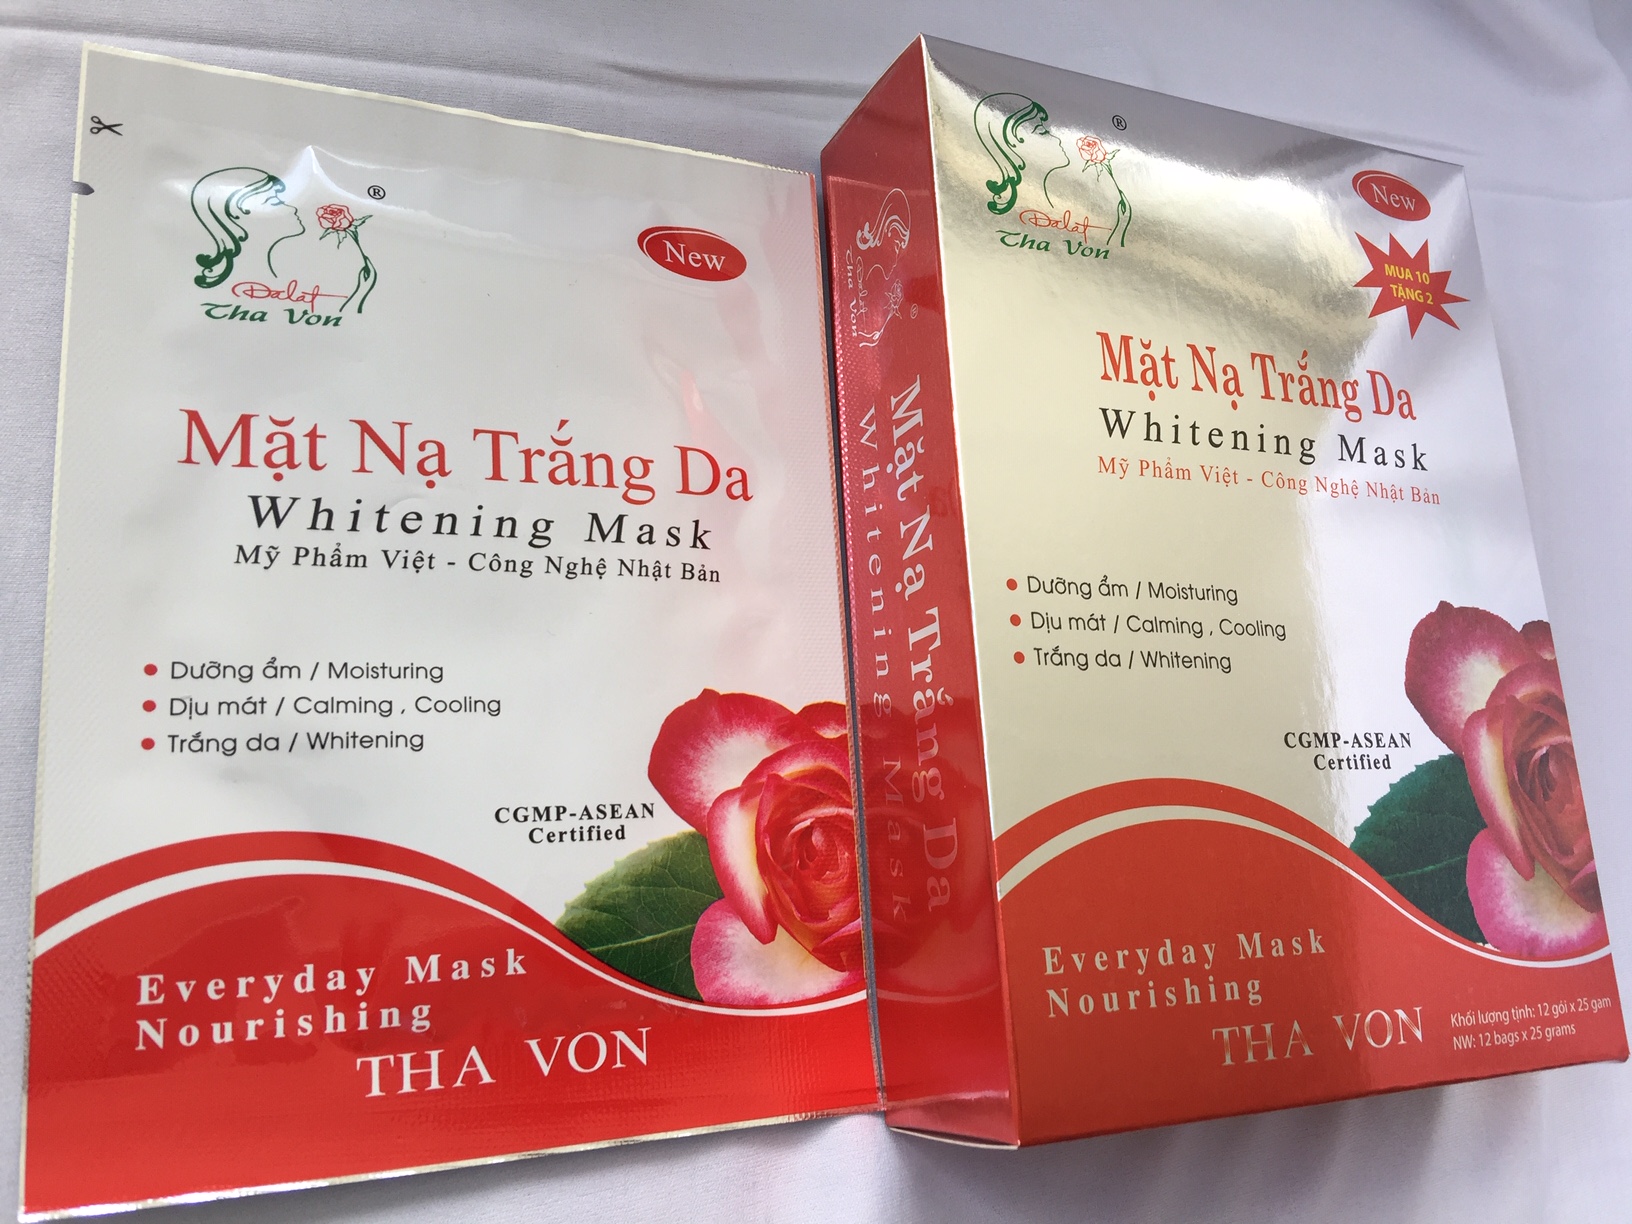 ®
New
Dalat
Tha Von
Mặt Nạ Trắng Da
Whitening Mask
Mỹ Phẩm Việt - Công Nghệ Nhật Bản
• Dưỡng ẩm / Moisturing
• Dịu mát / Calming , Cooling
• Trắng da / Whitening
CGMP-ASEAN
Certified
Everyday Mask
Nourishing
THA VON
®
Dalat
Tha Von
Mặt Nạ Trắng Da
Whitening Mask
®
New
MUA 10
TẶNG 2
Dalat
Tha Von
Mặt Nạ Trắng Da
Whitening Mask
Mỹ Phẩm Việt - Công Nghệ Nhật Bản
• Dưỡng ẩm / Moisturing
• Dịu mát / Calming , Cooling
• Trắng da / Whitening
CGMP-ASEAN
Certified
Everyday Mask
Nourishing
THA VON
Khối lượng tịnh: 12 gói x 25 gam
NW: 12 bags x 25 grams